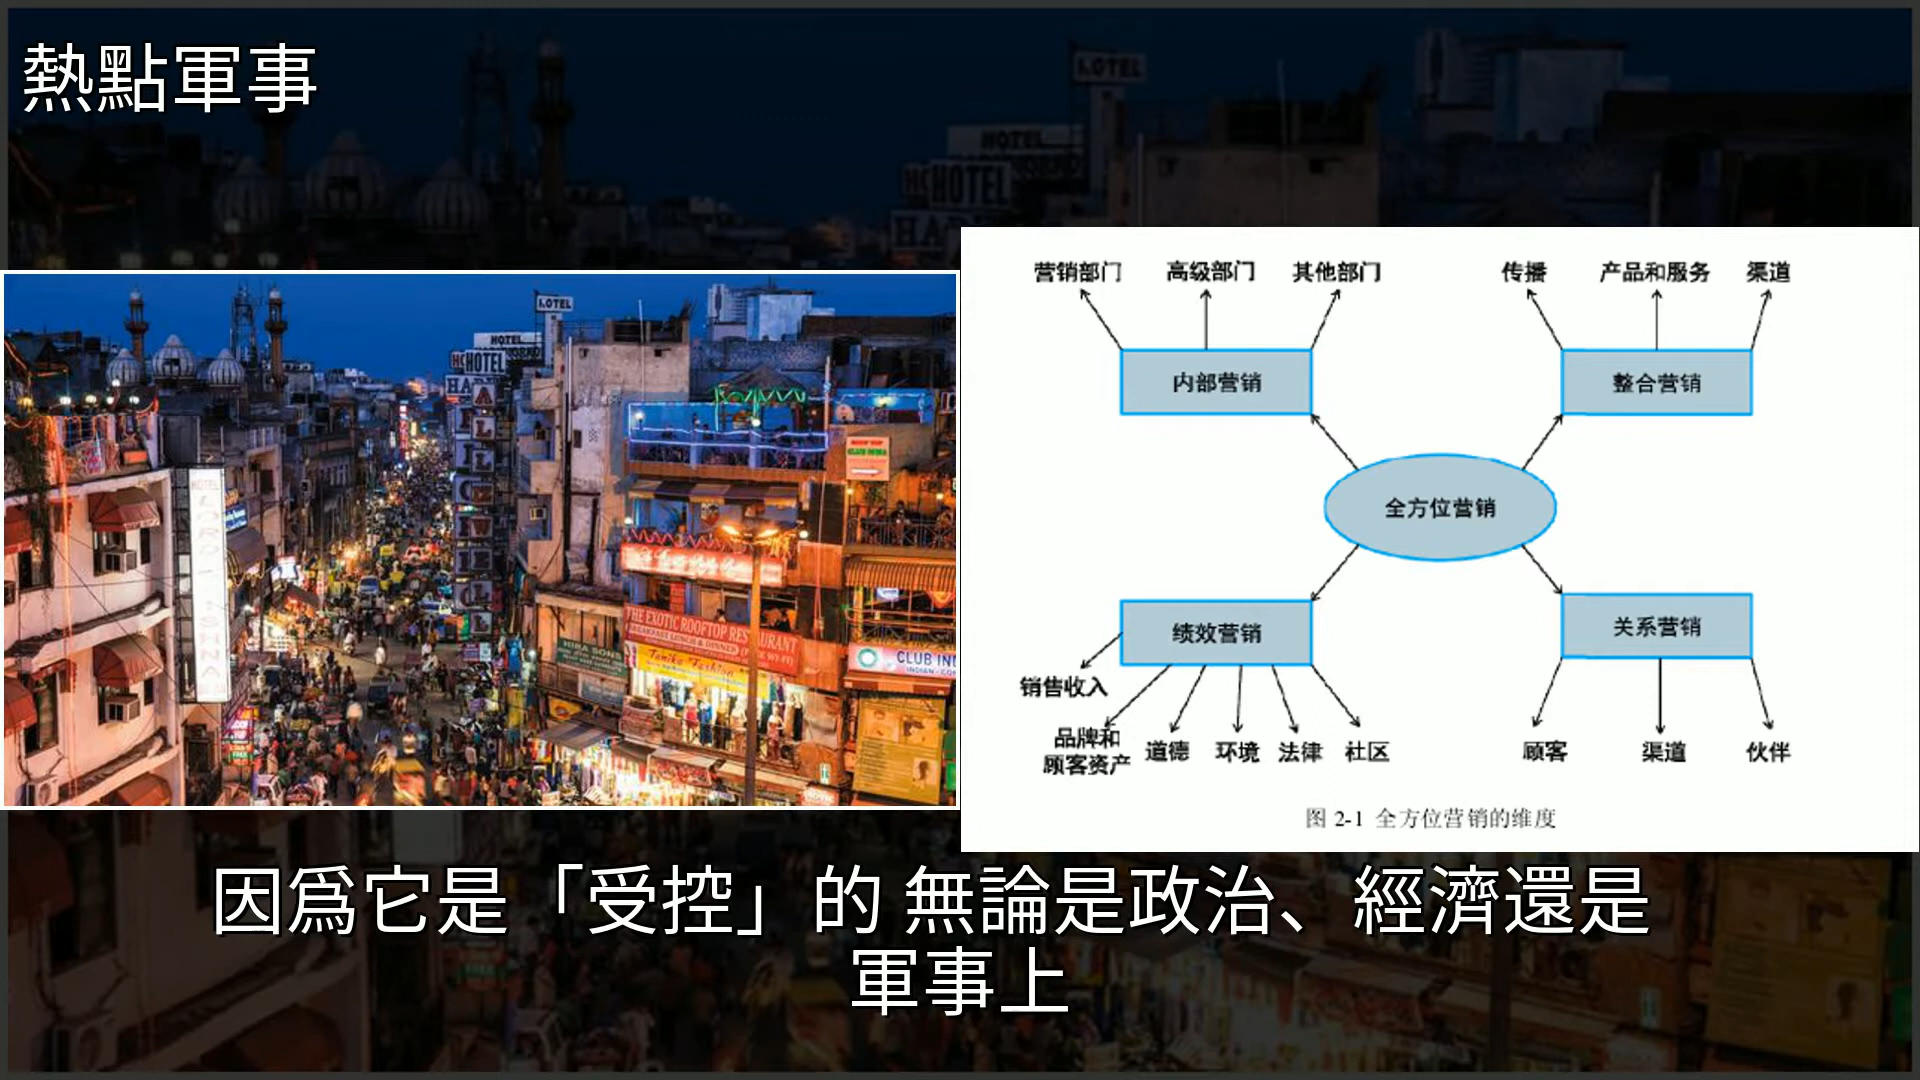 熱點軍事
HOTEL
HOTEL
HOTEL
THE EXOTIC ROOFTOP RESTAURANT
HIRA SONS
CLUB INDIA
营销部门 高级部门 其他部门
传播 产品和服务 渠道
内部营销
整合营销
全方位营销
绩效营销
关系营销
销售收入
品牌和
顾客资产
道德 环境 法律 社区
顾客 渠道 伙伴
图 2-1 全方位营销的维度
因爲它是「受控」的 無論是政治、經濟還是
軍事上